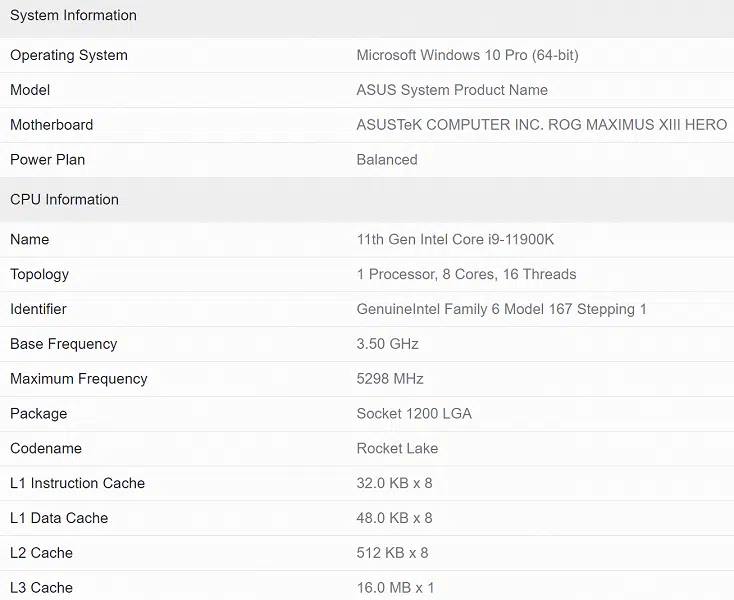 System Information
Operating System Microsoft Windows 10 Pro (64-bit)
Model ASUS System Product Name
Motherboard ASUSTeK COMPUTER INC. ROG MAXIMUS XIII HERO
Power Plan Balanced
CPU Information
Name 11th Gen Intel Core i9-11900K
Topology 1 Processor, 8 Cores, 16 Threads
Identifier GenuineIntel Family 6 Model 167 Stepping 1
Base Frequency 3.50 GHz
Maximum Frequency 5298 MHz
Package Socket 1200 LGA
Codename Rocket Lake
L1 Instruction Cache 32.0 KB x 8
L1 Data Cache 48.0 KB x 8
L2 Cache 512 KB x 8
L3 Cache 16.0 MB x 1